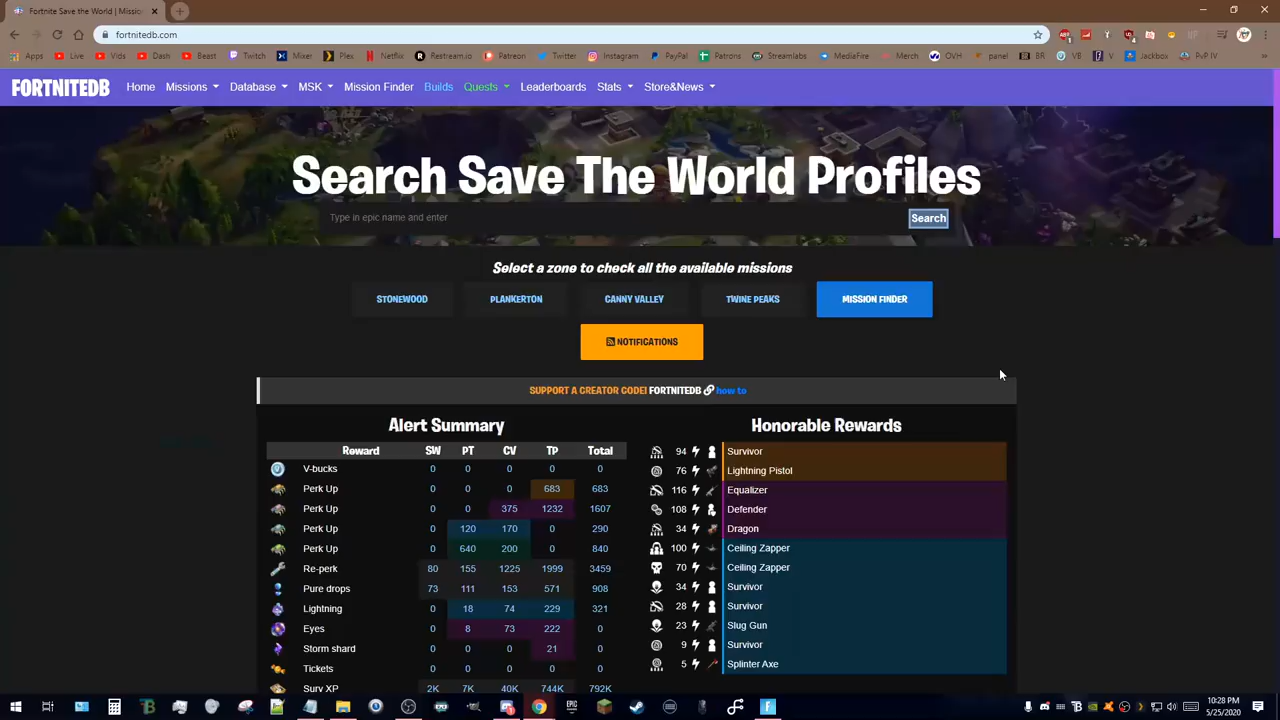 Fortnite Save the World | Missio
fortnitedb.com
Apps Live Vids Dash Beast Twitch Mixer Plex Netflix Restream.io Patreon Twitter Instagram PayPal Patrons Streamlabs MediaFire Merch OVH panel BR VB V Jackbox PvP IV »
FORTNITEDB Home Missions Database MSK Mission Finder Builds Quests Leaderboards Stats Store&News
Search Save The World Profiles
Type in epic name and enter
Search
Select a zone to check all the available missions
STONEWOOD PLANKERTON CANNY VALLEY TWINE PEAKS MISSION FINDER
NOTIFICATIONS
SUPPORT A CREATOR CODE! FORTNITEDB how to
Alert Summary
Reward SW PT CV TP Total
V-bucks 0 0 0 0 0
Perk Up 0 0 0 683 683
Perk Up 0 0 375 1232 1607
Perk Up 0 120 170 0 290
Perk Up 0 640 200 0 840
Re-perk 80 155 1225 1999 3459
Pure drops 73 111 153 571 908
Lightning 0 18 74 229 321
Eyes 0 8 73 222 0
Storm shard 0 0 0 21 0
Tickets 0 0 0 0 0
Surv XP 2K 7K 40K 744K 792K
Honorable Rewards
94 Survivor
76 Lightning Pistol
116 Equalizer
108 Defender
34 Dragon
100 Ceiling Zapper
70 Ceiling Zapper
34 Survivor
28 Survivor
23 Slug Gun
9 Survivor
5 Splinter Axe
10:28 PM
5/25/2020